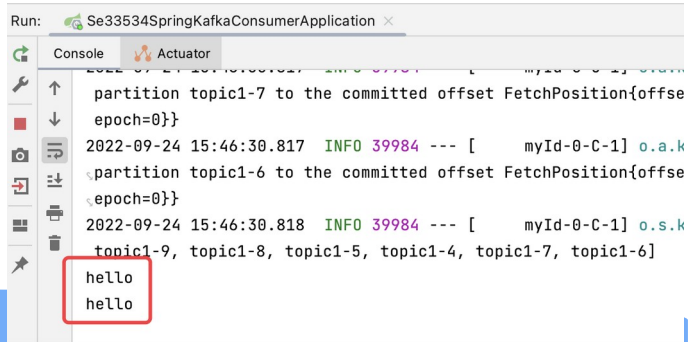 Run: Se33534SpringKafkaConsumerApplication
Console Actuator
partition topic1-7 to the committed offset FetchPosition{offse
epoch=0}}
2022-09-24 15:46:30.817 INFO 39984 --- [ myId-0-C-1] o.a.k
partition topic1-6 to the committed offset FetchPosition{offse
epoch=0}}
2022-09-24 15:46:30.818 INFO 39984 --- [ myId-0-C-1] o.s.k
topic1-9, topic1-8, topic1-5, topic1-4, topic1-7, topic1-6]
hello
hello